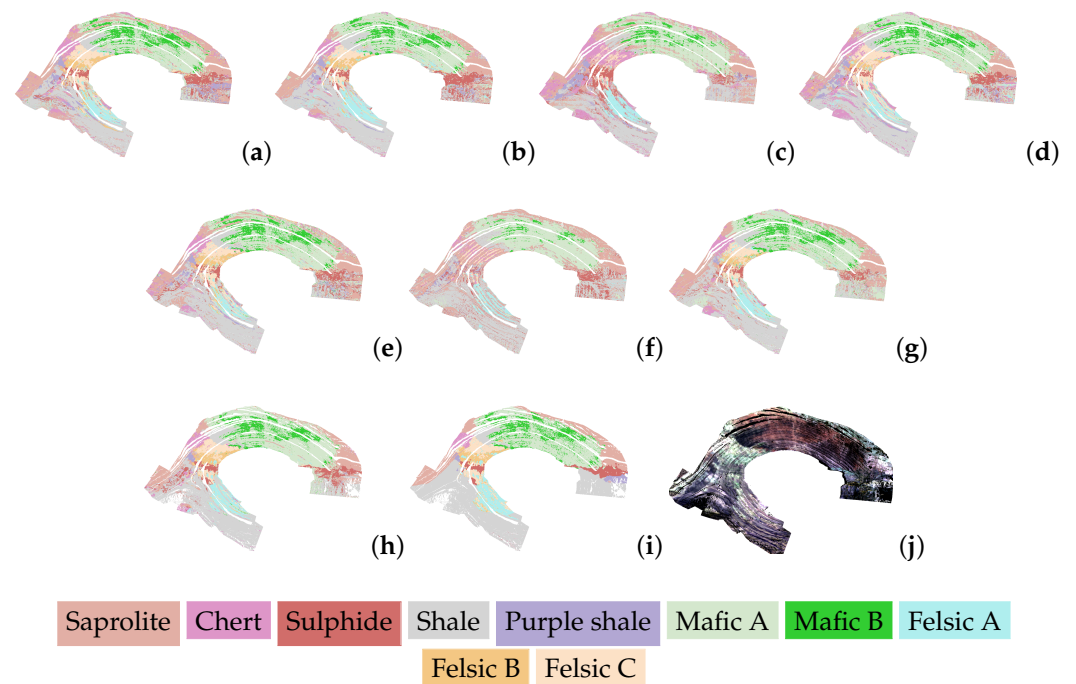 (a) (b) (c) (d)
(e) (f) (g)
(h) (i) (j)
Saprolite Chert Sulphide Shale Purple shale Mafic A Mafic B Felsic A
Felsic B Felsic C